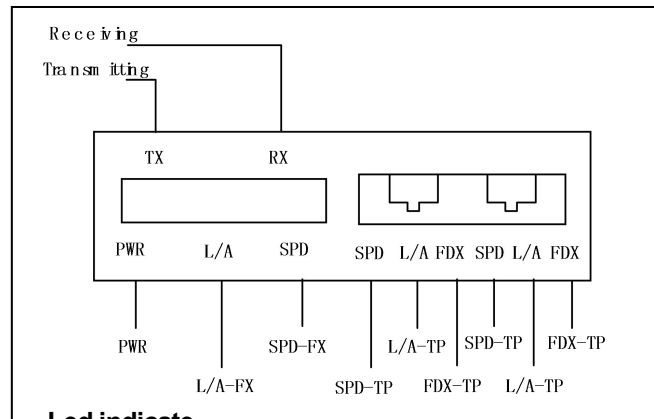 Receiving
Transmitting
TX RX
PWR L/A SPD SPD L/A FDX SPD L/A FDX
PWR SPD-FX L/A-TP SPD-TP FDX-TP
L/A-FX SPD-TP FDX-TP L/A-TP
Led indicate